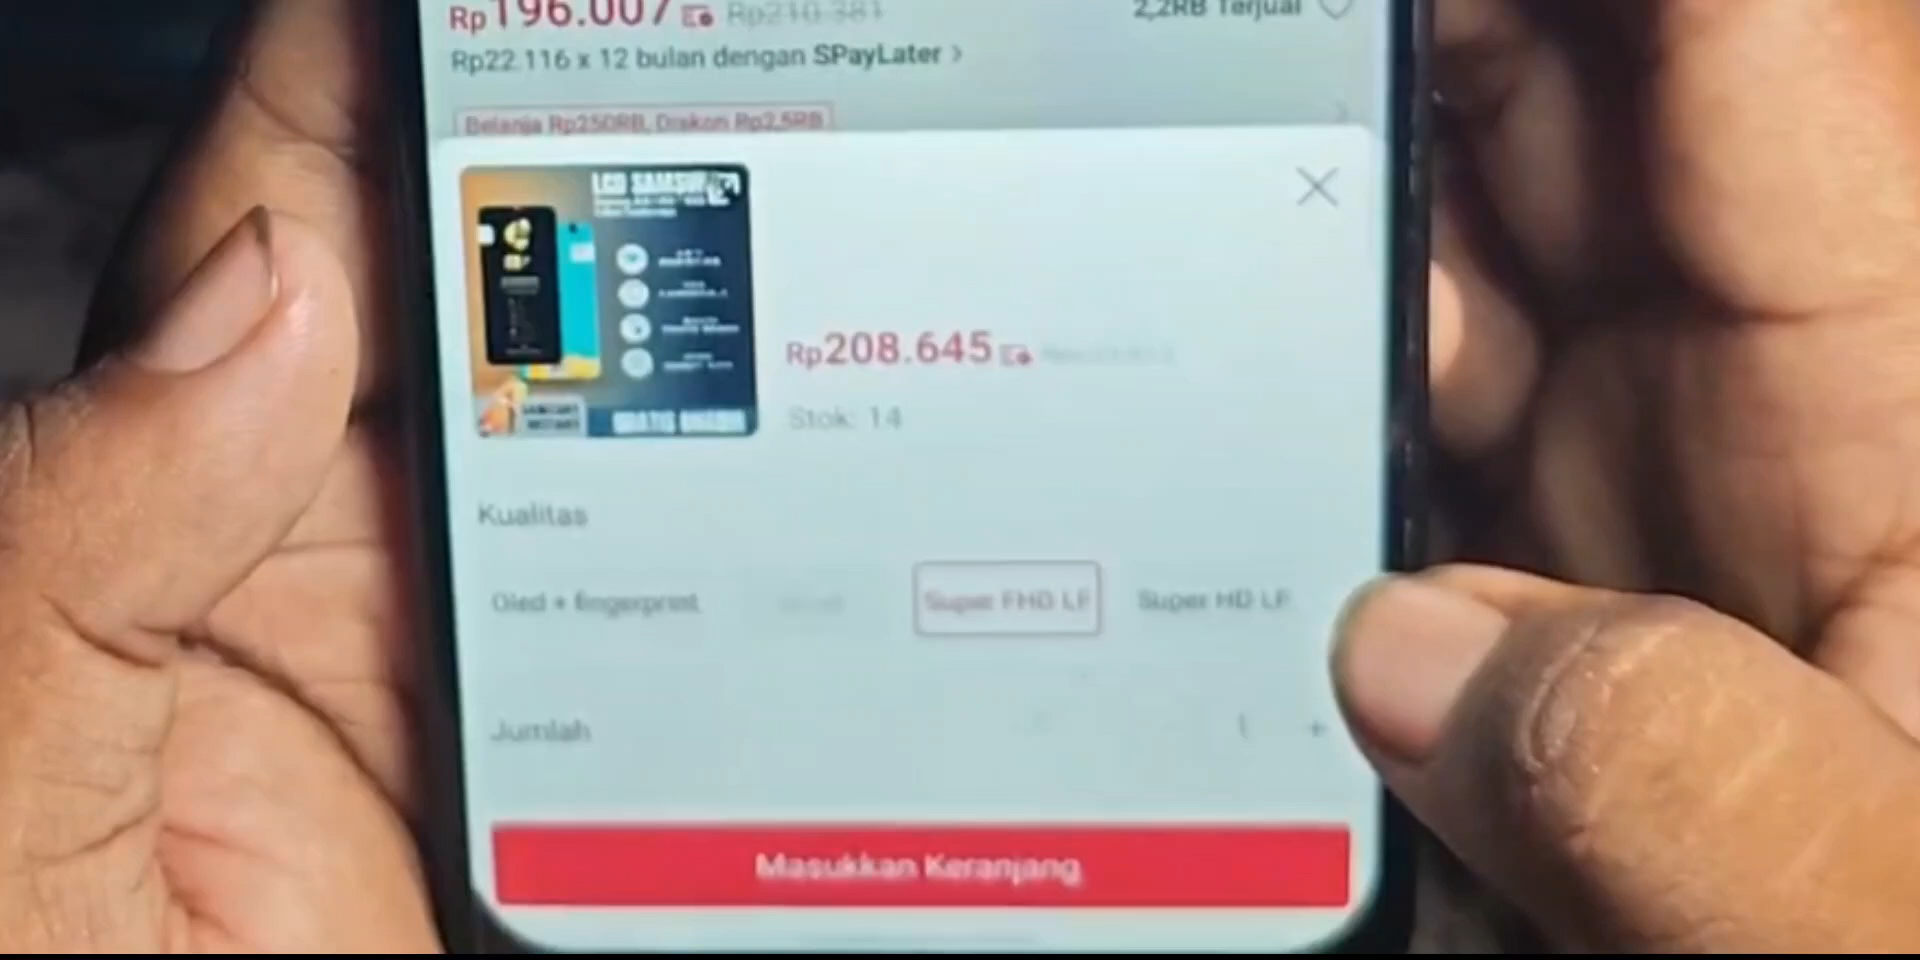 Rp196.007 Rp210.381
2,2RB Terjual
Rp22.116 x 12 bulan dengan SPayLater >
Belanja Rp250RB, Diskon Rp2,5RB
LCD
Rp208.645
Stok: 14
Kualitas
Oled + fingerprint
Super FHD LF
Super HD LF
Jumlah
1 +
Masukkan Keranjang